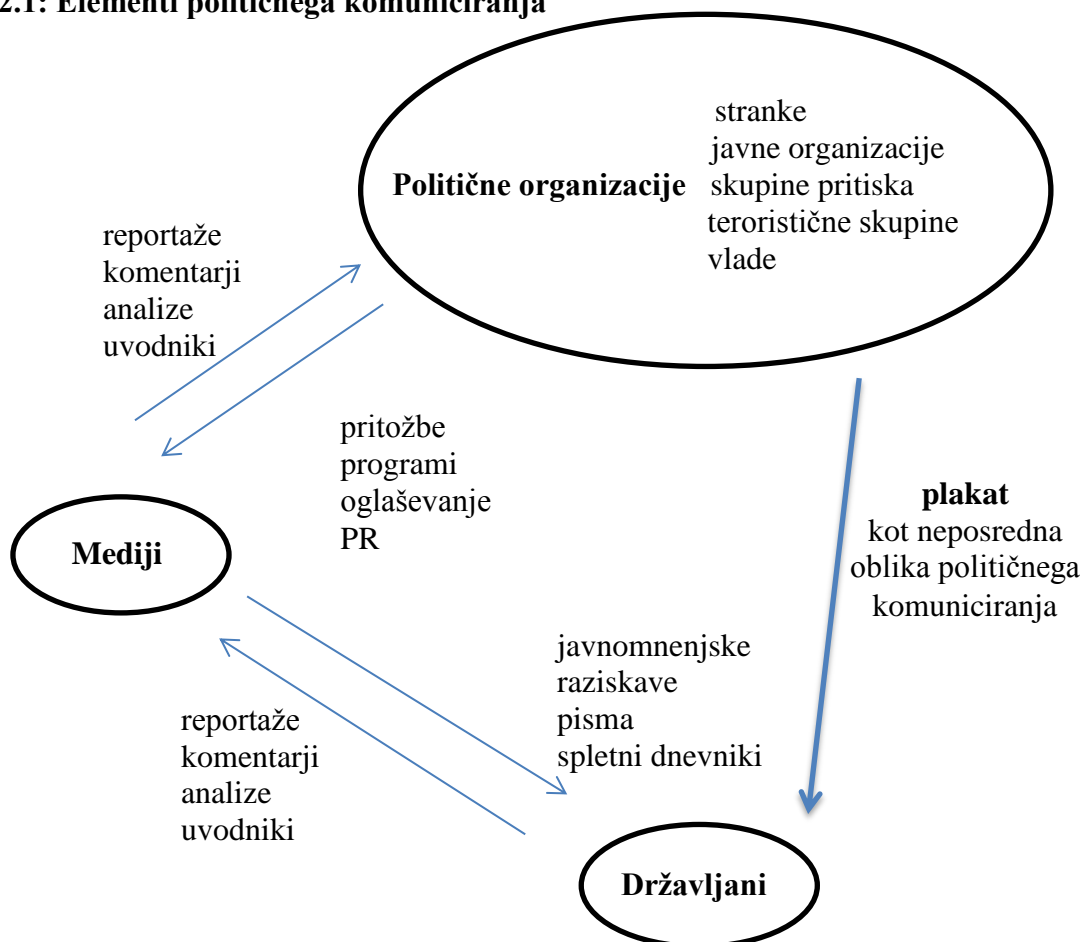 2.1: Elementi političnega komuniciranja
stranke
javne organizacije
Politične organizacije skupine pritiska
teroristične skupine
vlade
reportaže
komentarji
analize
uvodniki
pritožbe
programi
oglaševanje
PR
plakat
kot neposredna
oblika političnega
komuniciranja
Mediji
javnomnenjske
raziskave
pisma
spletni dnevniki
reportaže
komentarji
analize
uvodniki
Državljani